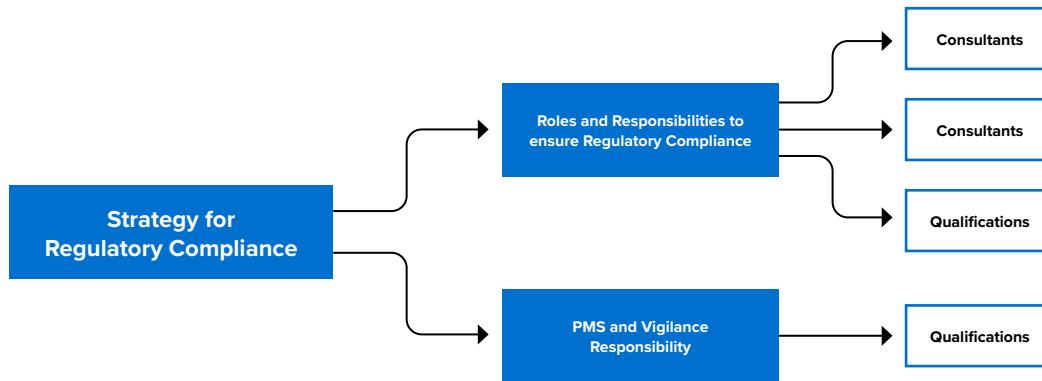 Strategy for
Regulatory Compliance
Roles and Responsibilities to
ensure Regulatory Compliance
Consultants
Consultants
Qualifications
PMS and Vigilance
Responsibility
Qualifications